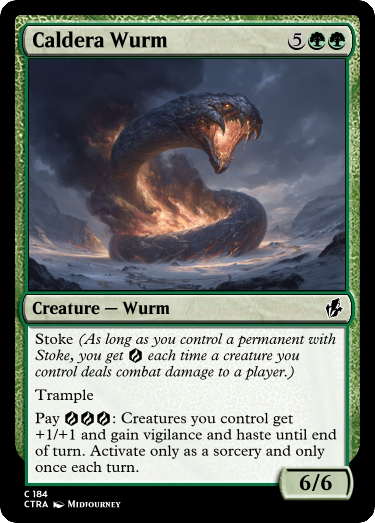 Caldera Wurm 5
Creature — Wurm
Stoke (As long as you control a permanent with
Stoke, you get each time a creature you
control deals combat damage to a player.)
Trample
Pay : Creatures you control get
+1/+1 and gain vigilance and haste until end
of turn. Activate only as a sorcery and only
once each turn.
6/6
C 184
CTRA Midjourney